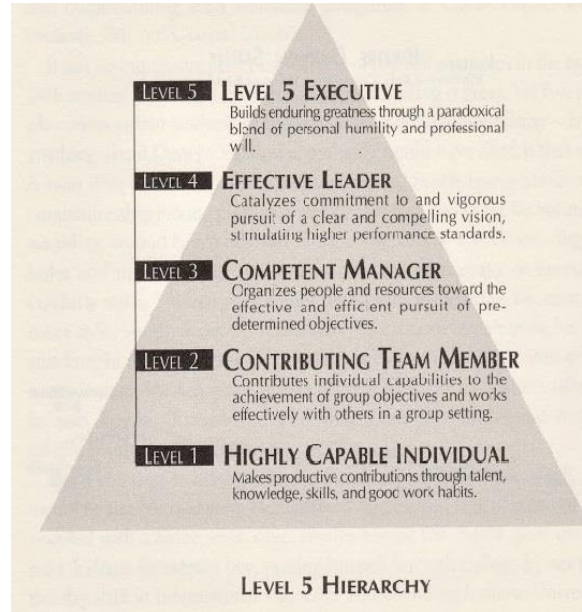 LEVEL 5 LEVEL 5 EXECUTIVE
Builds enduring greatness through a paradoxical
blend of personal humility and professional
will.
LEVEL 4 EFFECTIVE LEADER
Catalyzes commitment to and vigorous
pursuit of a clear and compelling vision,
stimulating higher performance standards.
LEVEL 3 COMPETENT MANAGER
Organizes people and resources toward the
effective and efficient pursuit of pre-
determined objectives.
LEVEL 2 CONTRIBUTING TEAM MEMBER
Contributes individual capabilities to the
achievement of group objectives and works
effectively with others in a group setting.
LEVEL 1 HIGHLY CAPABLE INDIVIDUAL
Makes productive contributions through talent,
knowledge, skills, and good work habits.
LEVEL 5 HIERARCHY